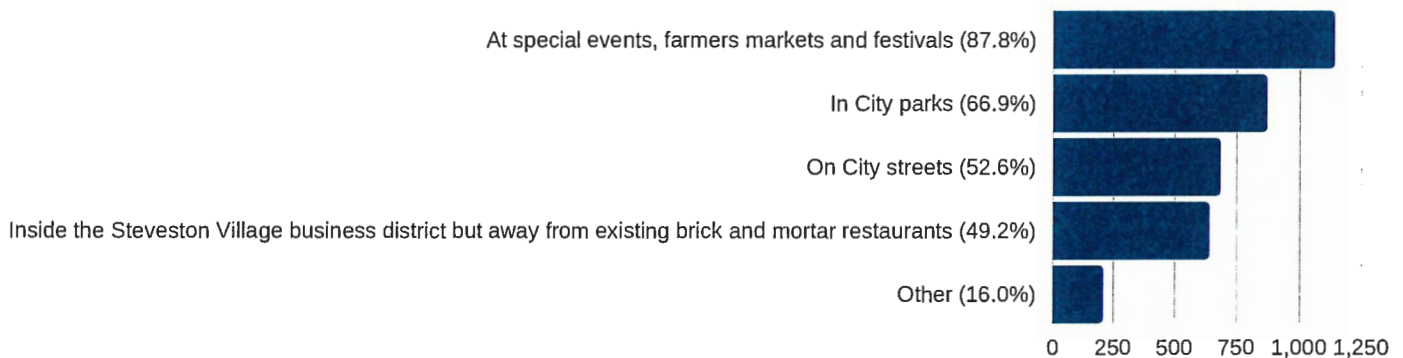 At special events, farmers markets and festivals (87.8%)
In City parks (66.9%)
On City streets (52.6%)
Inside the Steveston Village business district but away from existing brick and mortar restaurants (49.2%)
Other (16.0%)
0 250 500 750 1,000 1,250